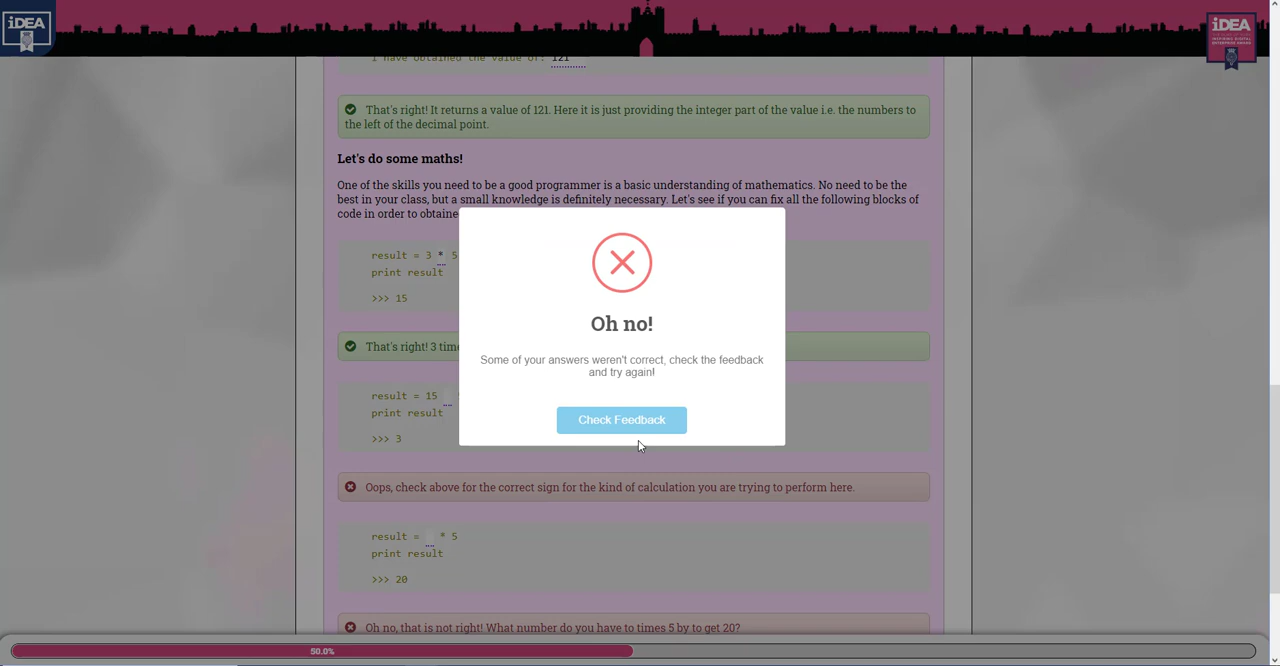 iDEA
iDEA
INSPIRING DIGITAL
ENTERPRISE AWARD
I have obtained the value of: 121
That's right! It returns a value of 121. Here it is just providing the integer part of the value i.e. the numbers to
the left of the decimal point.
Let's do some maths!
One of the skills you need to be a good programmer is a basic understanding of mathematics. No need to be the
best in your class, but a small knowledge is definitely necessary. Let's see if you can fix all the following blocks of
code in order to obtaine
result = 3 * 5
print result
>>> 15
That's right! 3 time
result = 15
print result
>>> 3
Oh no!
Some of your answers weren't correct, check the feedback
and try again!
Check Feedback
Oops, check above for the correct sign for the kind of calculation you are trying to perform here.
result = * 5
print result
>>> 20
Oh no, that is not right! What number do you have to times 5 by to get 20?
50.0%